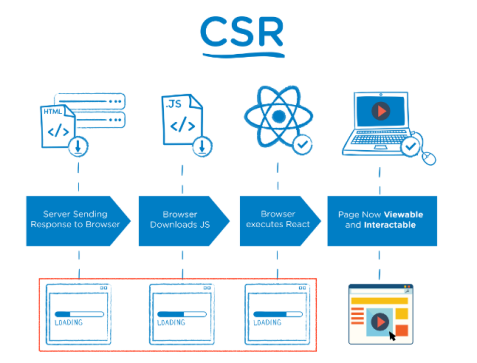 CSR
HTML
.JS
Server Sending
Response to Browser
Browser
Downloads JS
Browser
executes React
Page Now Viewable
and Interactable
LOADING
LOADING
LOADING